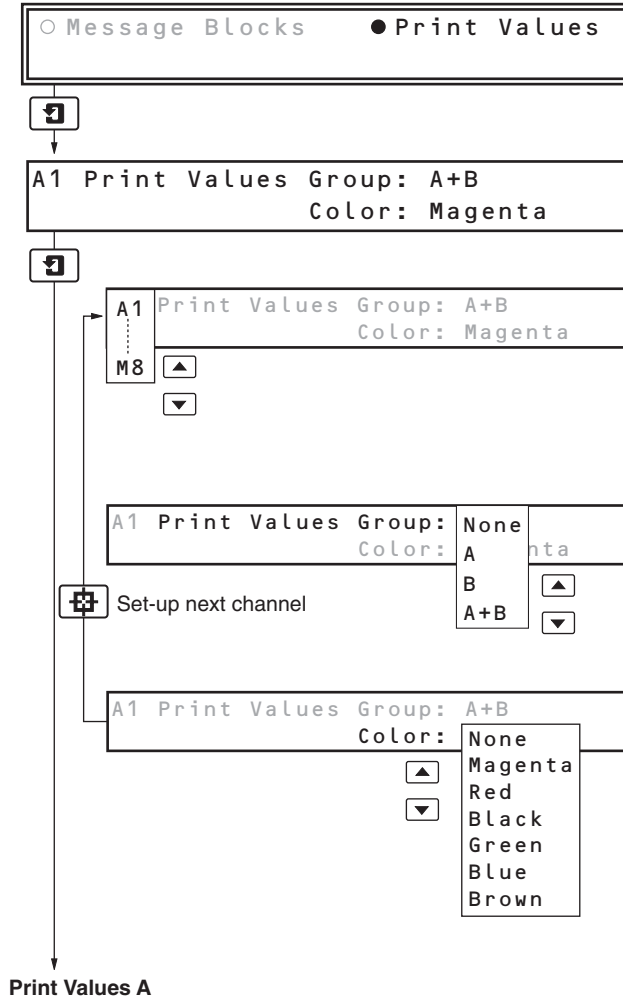 Message Blocks Print Values
A1 Print Values Group: A+B
Color: Magenta
A1 Print Values Group: A+B
Color: Magenta
M8
A1 Print Values Group: None
Color: A nta
B
A+B
Set-up next channel
A1 Print Values Group: A+B
Color: None
Magenta
Red
Black
Green
Blue
Brown
Print Values A